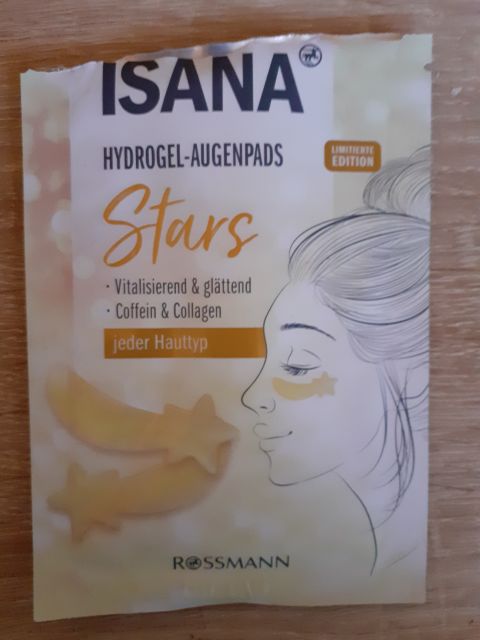 ISANA
HYDROGEL-AUGENPADS
LIMITIERTE
EDITION
Stars
· Vitalisierend & glättend
· Coffein & Collagen
jeder Hauttyp
ROSSMANN